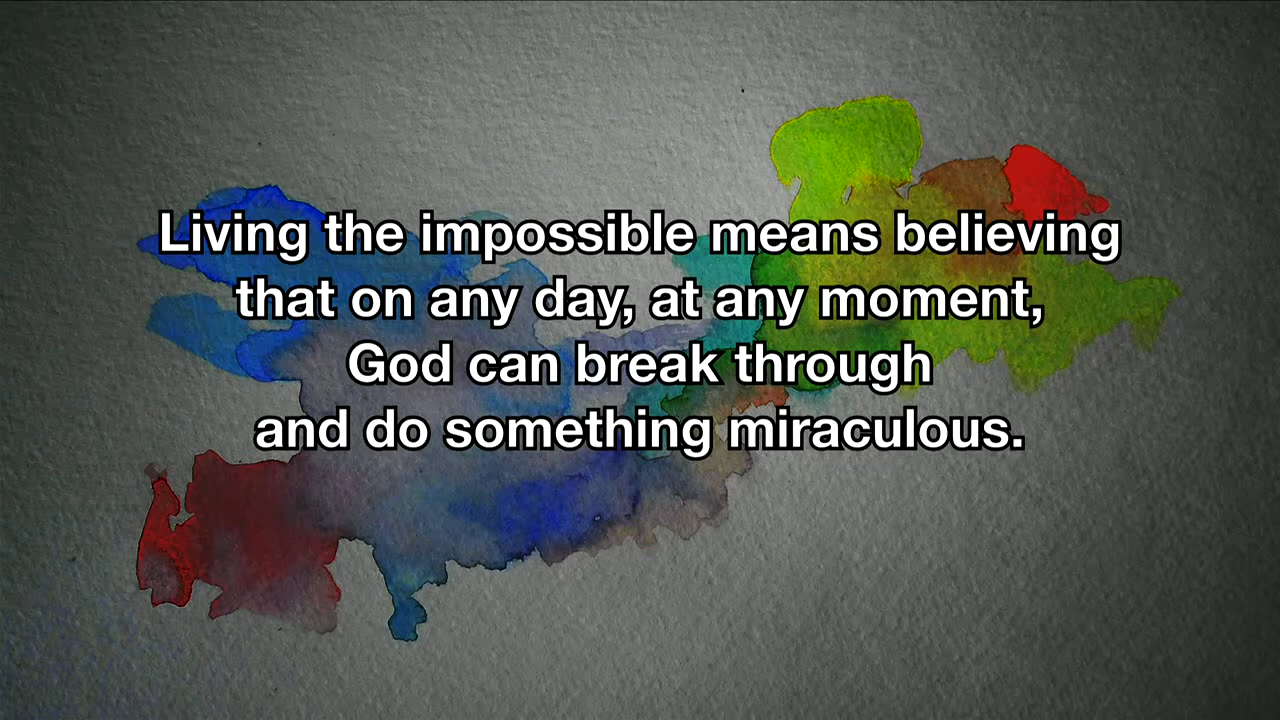 Living the impossible means believing
that on any day, at any moment,
God can break through
and do something miraculous.